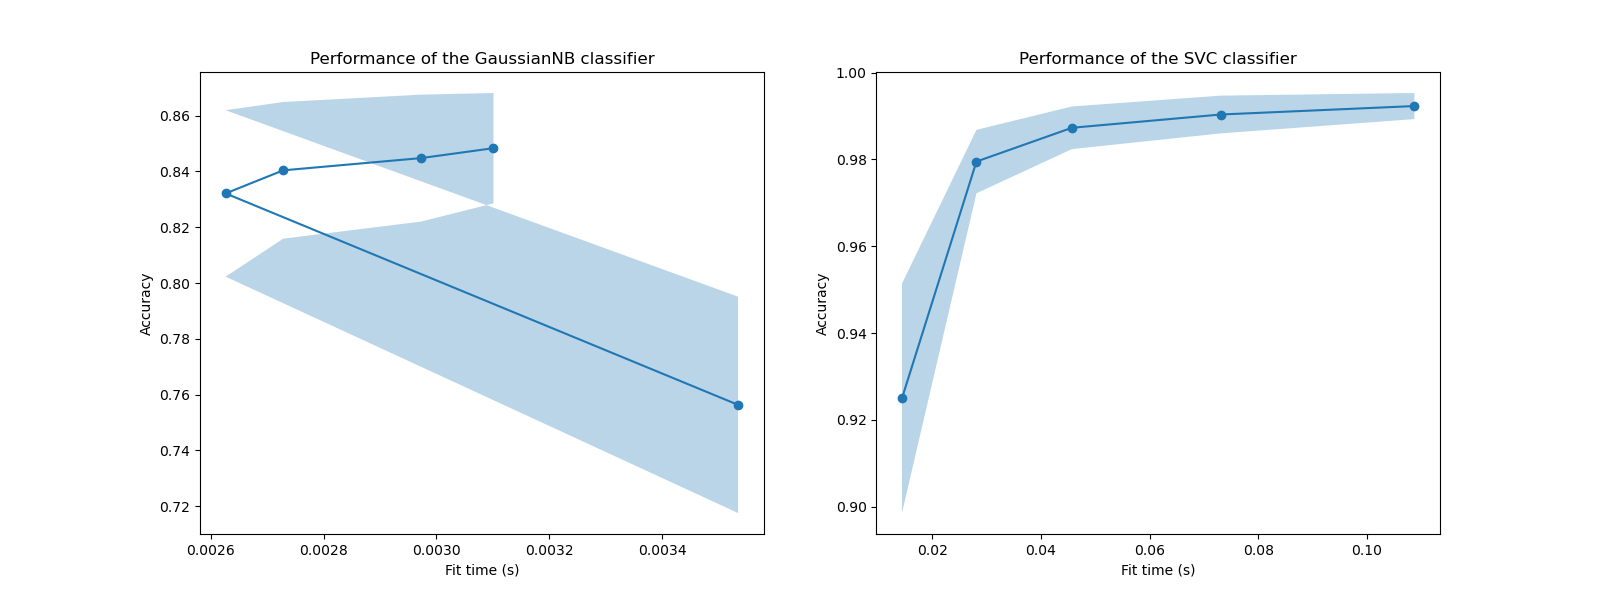 Performance of the GaussianNB classifier
0.86
0.84
0.82
0.80
0.78
0.76
0.74
0.72
Accuracy
0.0026 0.0028 0.0030 0.0032 0.0034
Fit time (s)
Performance of the SVC classifier
1.00
0.98
0.96
0.94
0.92
0.90
Accuracy
0.02 0.04 0.06 0.08 0.10
Fit time (s)